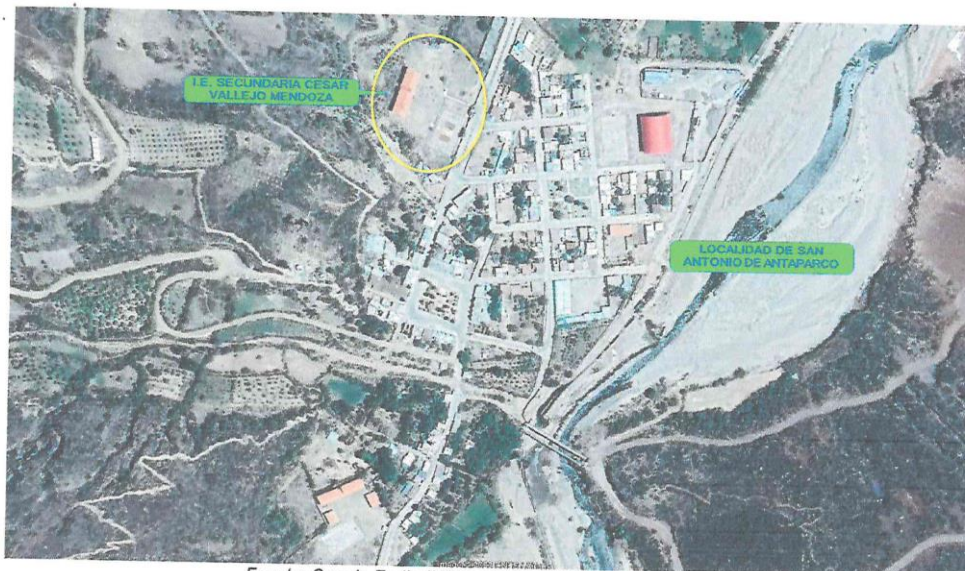 I.E. SECUNDARIA CESAR
VALLEJO MENDOZA
LOCALIDAD DE SAN
ANTONIO DE ANTAPARCO